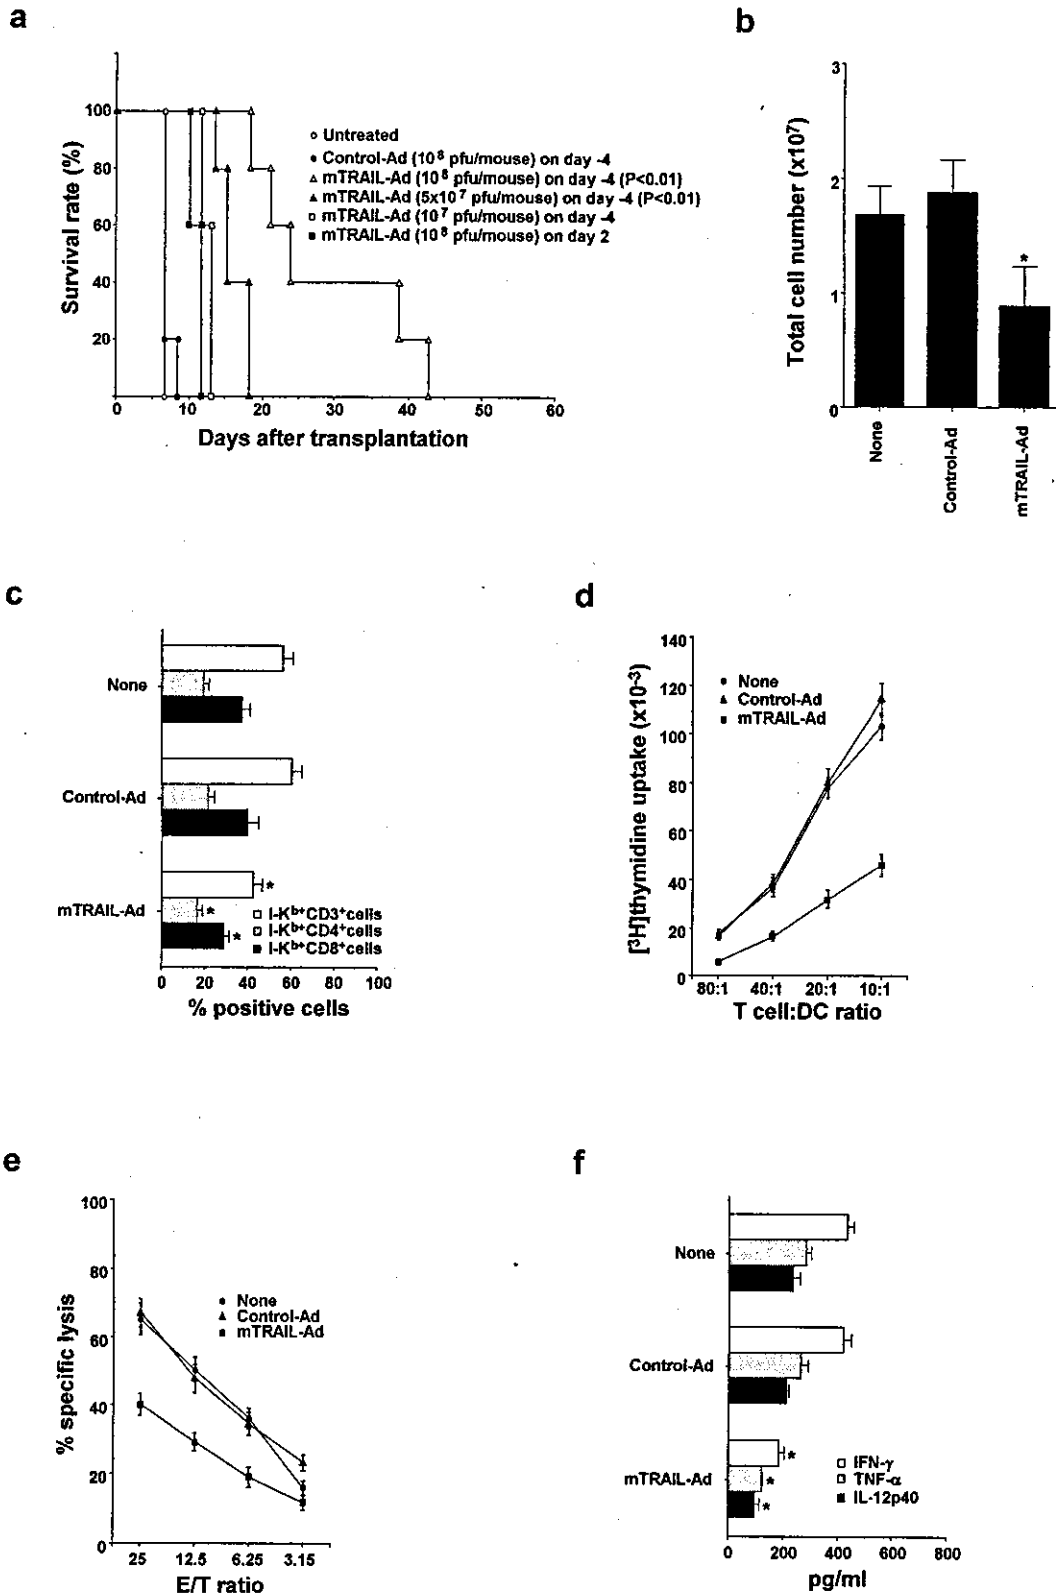 a
Survival rate (%)
100
80
60
40
20
0 10 20 30 40 50 60
Days after transplantation
Untreated
Control-Ad (10⁸ pfu/mouse) on day -4
mTRAIL-Ad (10⁸ pfu/mouse) on day -4 (P<0.01)
mTRAIL-Ad (5x10⁷ pfu/mouse) on day -4 (P<0.01)
mTRAIL-Ad (10⁷ pfu/mouse) on day -4
mTRAIL-Ad (10⁸ pfu/mouse) on day 2
b
Total cell number (x10⁷)
3
2
1
0
None
Control-Ad
mTRAIL-Ad
*
c
None
Control-Ad
mTRAIL-Ad
*
*
*
I-Kᵇ⁺CD3⁺cells
I-Kᵇ⁺CD4⁺cells
I-Kᵇ⁺CD8⁺cells
0 20 40 60 80 100
% positive cells
d
[³H]thymidine uptake (x10⁻³)
140
120
100
80
60
40
20
0
None
Control-Ad
mTRAIL-Ad
80:1 40:1 20:1 10:1
T cell:DC ratio
e
% specific lysis
100
80
60
40
20
0
None
Control-Ad
mTRAIL-Ad
25 12.5 6.25 3.15
E/T ratio
f
None
Control-Ad
mTRAIL-Ad
*
*
*
IFN-γ
TNF-α
IL-12p40
0 200 400 600 800
pg/ml